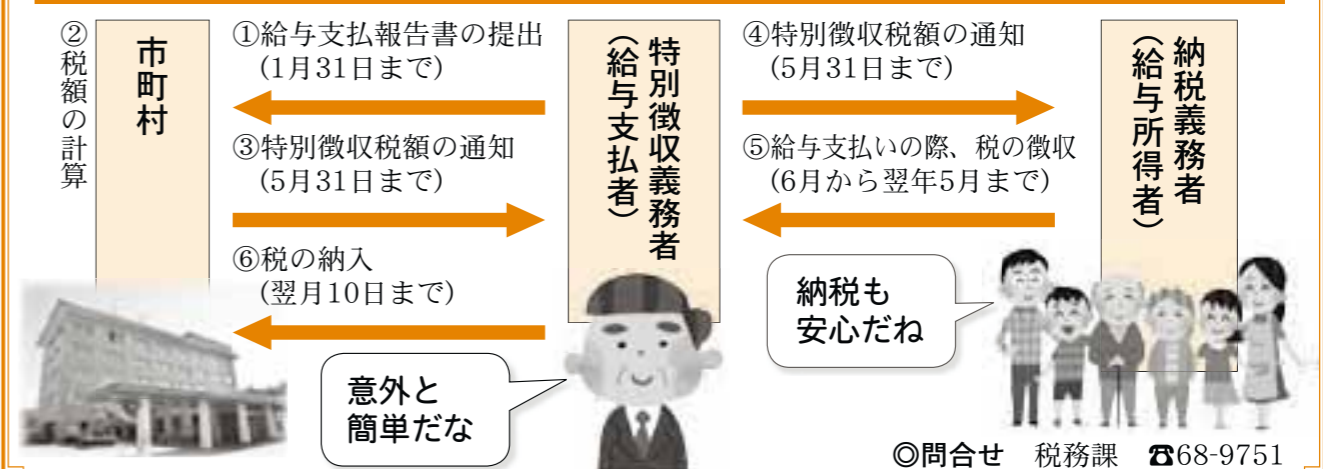 ②税額の計算
市町村
①給与支払報告書の提出
(1月31日まで)
③特別徴収税額の通知
(5月31日まで)
⑥税の納入
(翌月10日まで)
特別徴収義務者
(給与支払者)
④特別徴収税額の通知
(5月31日まで)
⑤給与支払いの際、税の徴収
(6月から翌年5月まで)
納税義務者
(給与所得者)
意外と
簡単だな
納税も
安心だね
◎問合せ 税務課 ☎68-9751